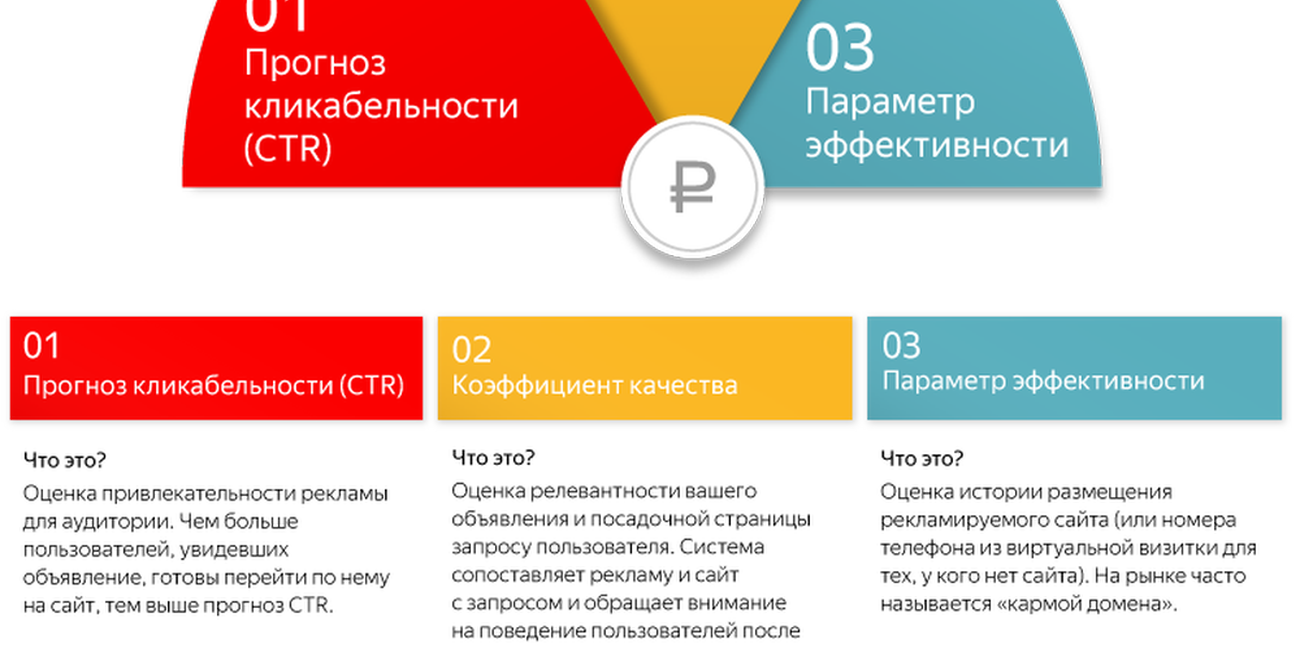 01
Прогноз
кликабельности
(CTR)
03
Параметр
эффективности
₽
01
Прогноз кликабельности (CTR)
Что это?
Оценка привлекательности рекламы
для аудитории. Чем больше
пользователей, увидевших
объявление, готовы перейти по нему
на сайт, тем выше прогноз CTR.
02
Коэффициент качества
Что это?
Оценка релевантности вашего
объявления и посадочной страницы
запросу пользователя. Система
сопоставляет рекламу и сайт
с запросом и обращает внимание
на поведение пользователей после
03
Параметр эффективности
Что это?
Оценка истории размещения
рекламируемого сайта (или номера
телефона из виртуальной визитки для
тех, у кого нет сайта). На рынке часто
называется «кармой домена».